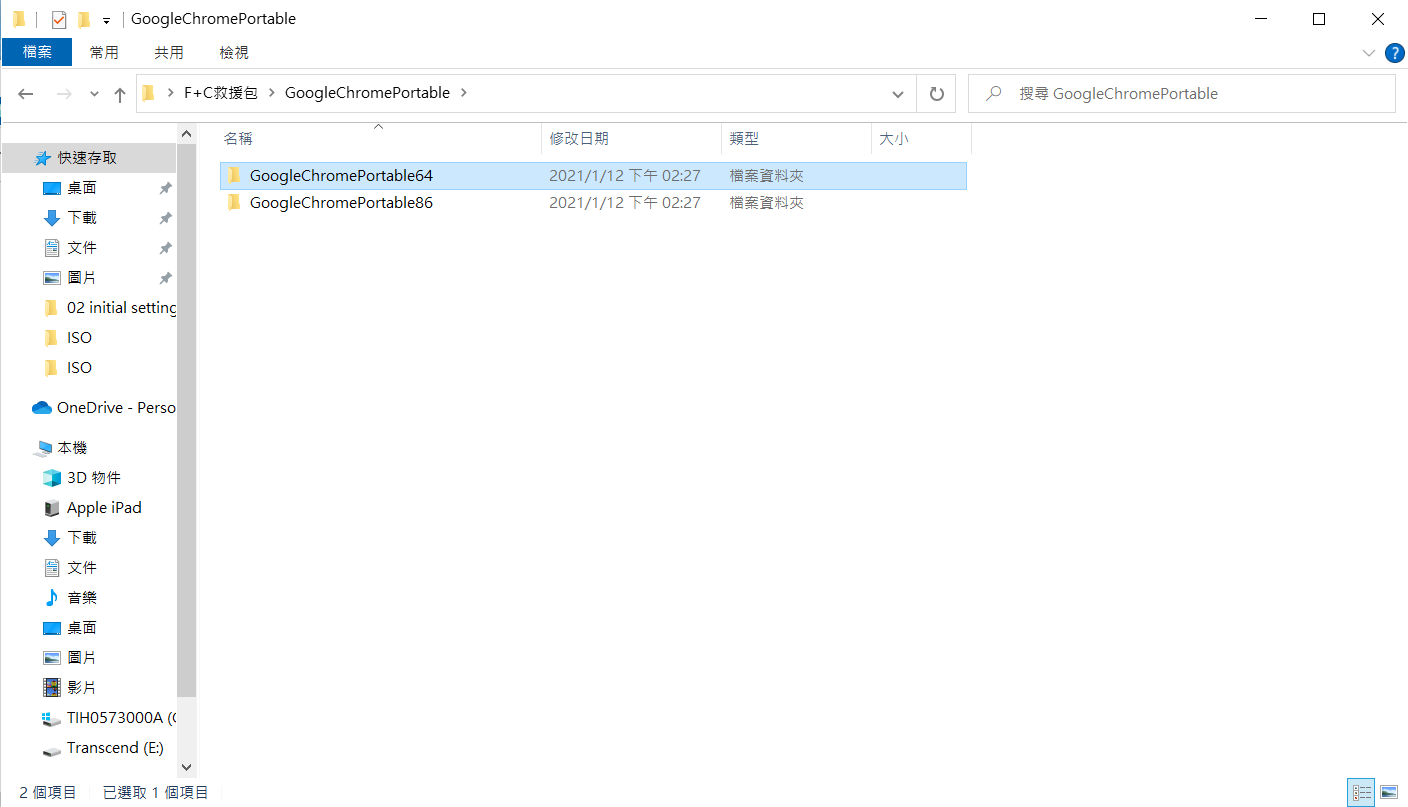 GoogleChromePortable
檔案 常用 共用 檢視
F+C救援包 GoogleChromePortable 搜尋 GoogleChromePortable
名稱 修改日期 類型 大小
GoogleChromePortable64 2021/1/12 下午 02:27 檔案資料夾
GoogleChromePortable86 2021/1/12 下午 02:27 檔案資料夾
快速存取
桌面
下載
文件
圖片
02 initial setting
ISO
ISO
OneDrive - Perso
本機
3D 物件
Apple iPad
下載
文件
音樂
桌面
圖片
影片
TIH0573000A (C
Transcend (E:)
2 個項目 已選取 1 個項目